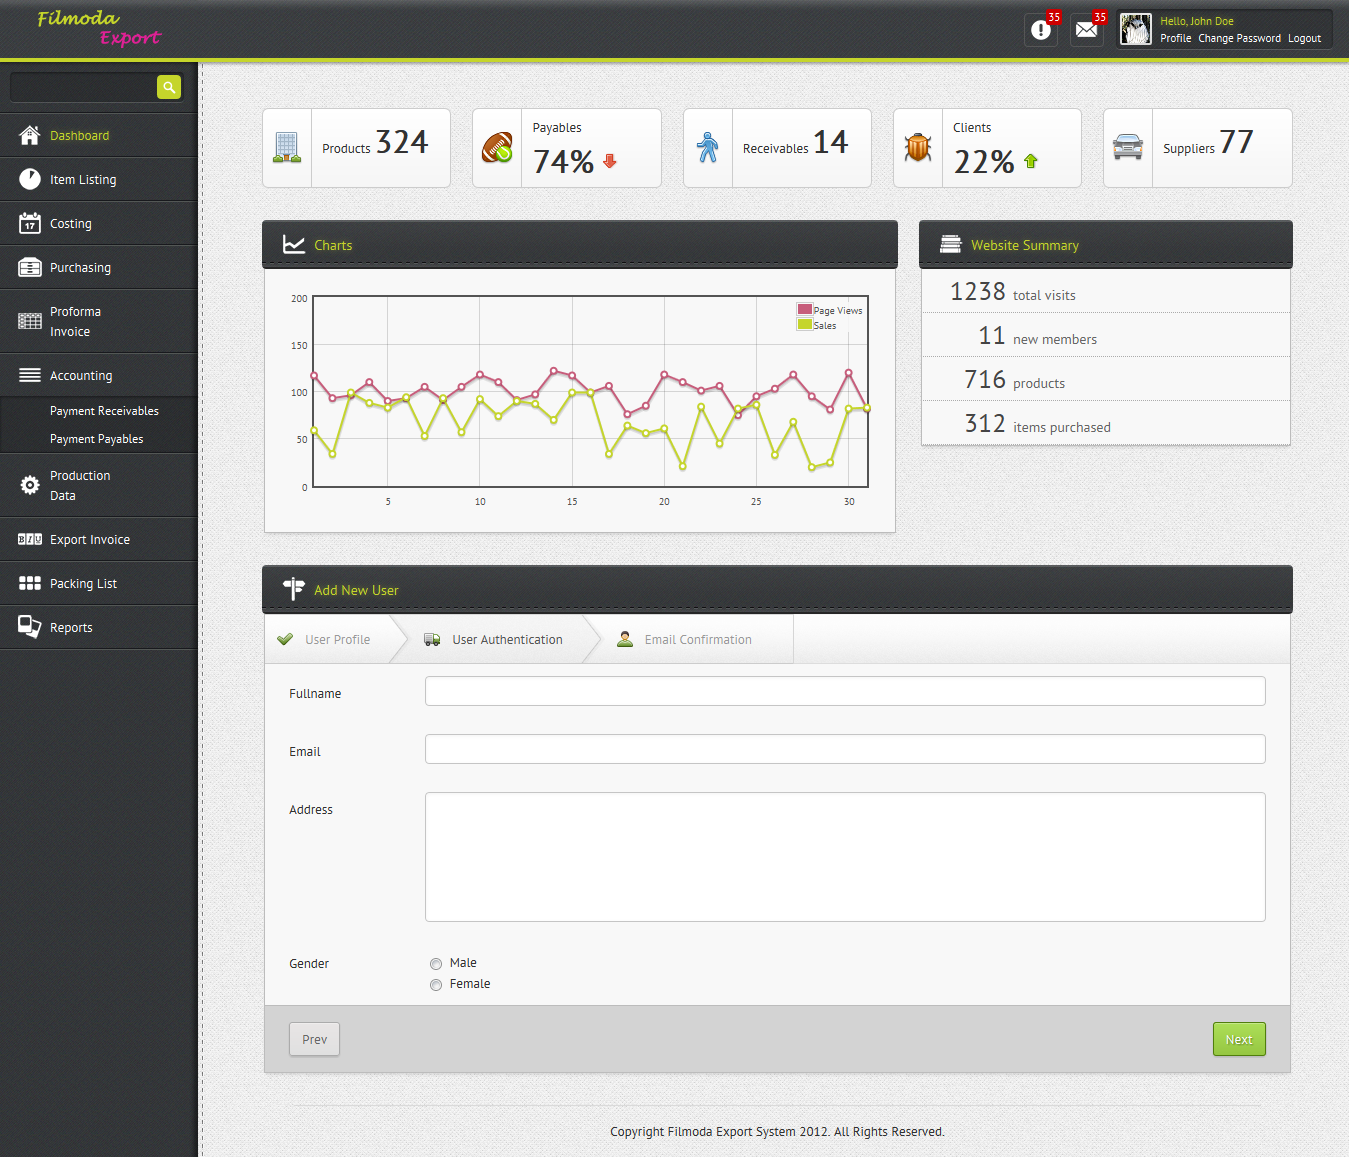 Filmoda
Export
35
35
Hello, John Doe
Profile Change Password Logout
Dashboard
Item Listing
17
Costing
Purchasing
Proforma
Invoice
Accounting
Payment Receivables
Payment Payables
Production
Data
B I U
Export Invoice
Packing List
Reports
Products 324
Payables
74%
Receivables 14
Clients
22%
Suppliers 77
Charts
200
150
100
50
0
5 10 15 20 25 30
Page Views
Sales
Website Summary
1238 total visits
11 new members
716 products
312 items purchased
Add New User
User Profile
User Authentication
Email Confirmation
Fullname
Email
Address
Gender
Male
Female
Prev
Next
Copyright Filmoda Export System 2012. All Rights Reserved.